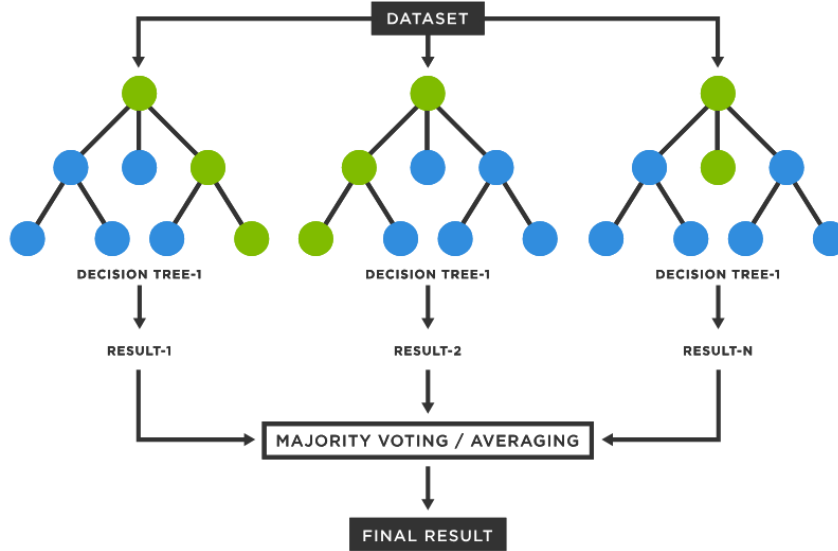 DATASET
DECISION TREE-1
DECISION TREE-1
DECISION TREE-1
RESULT-1
RESULT-2
RESULT-N
MAJORITY VOTING / AVERAGING
FINAL RESULT